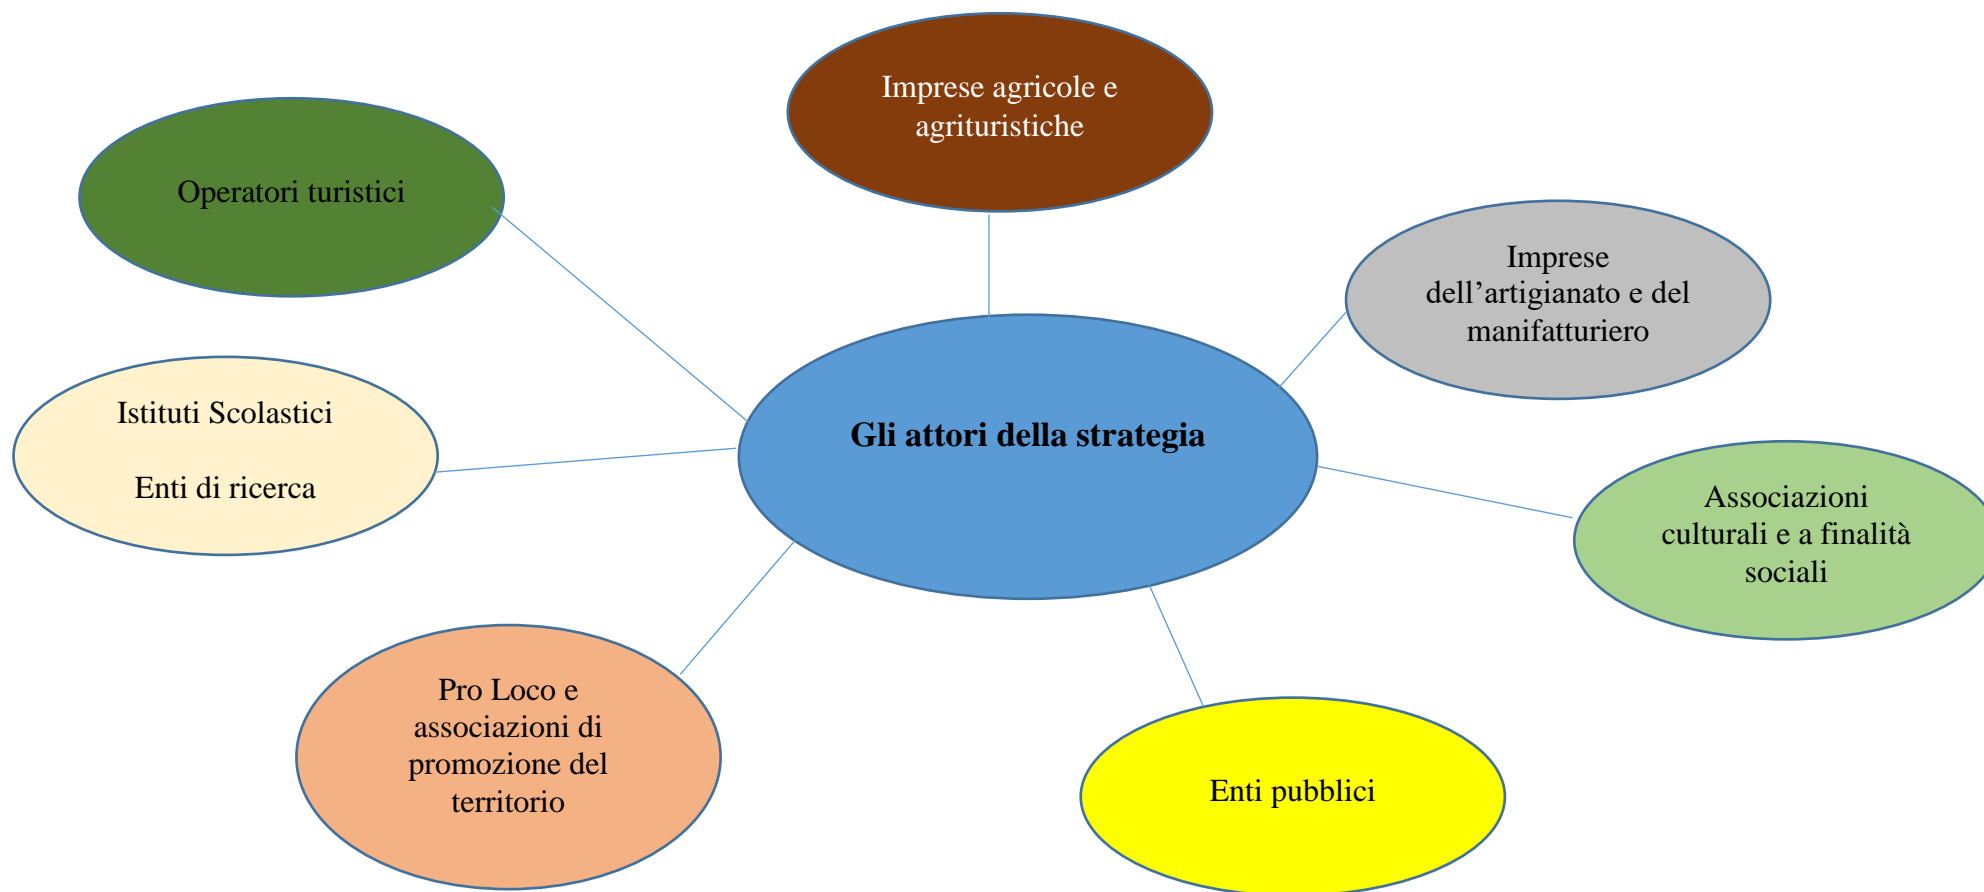 Imprese agricole e
agrituristiche
Operatori turistici
Imprese
dell’artigianato e del
manifatturiero
Istituti Scolastici
Enti di ricerca
Gli attori della strategia
Associazioni
culturali e a finalità
sociali
Pro Loco e
associazioni di
promozione del
territorio
Enti pubblici